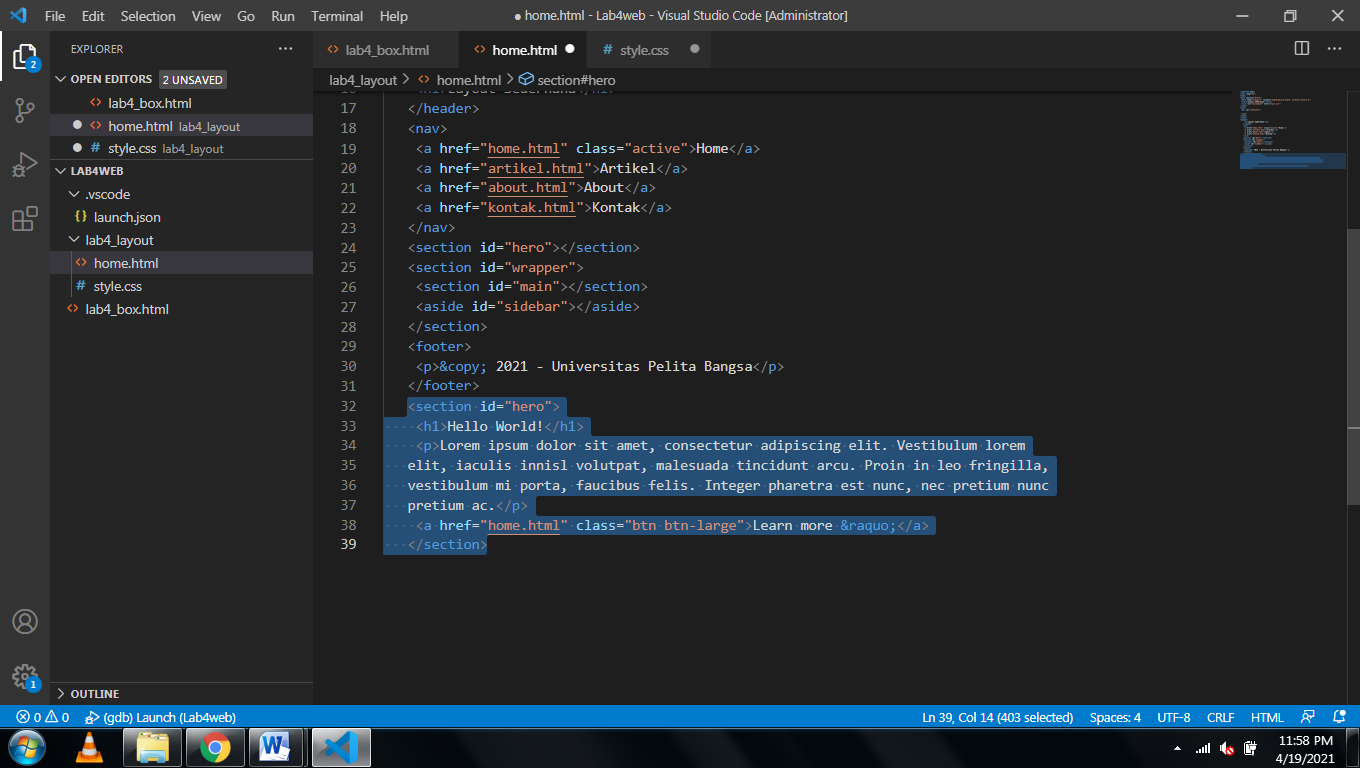 File Edit Selection View Go Run Terminal Help ● home.html - Lab4web - Visual Studio Code [Administrator]
EXPLORER ···
lab4_box.html home.html ● style.css ●
OPEN EDITORS 2 UNSAVED
lab4_box.html
● home.html lab4_layout
● # style.css lab4_layout
LAB4WEB
.vscode
{} launch.json
lab4_layout
home.html
# style.css
lab4_box.html
OUTLINE
2
1
lab4_layout > home.html > section#hero
<h1>Layout Sederhana</h1>
17 </header>
18 <nav>
19 <a href="home.html" class="active">Home</a>
20 <a href="artikel.html">Artikel</a>
21 <a href="about.html">About</a>
22 <a href="kontak.html">Kontak</a>
23 </nav>
24 <section id="hero"></section>
25 <section id="wrapper">
26 <section id="main"></section>
27 <aside id="sidebar"></aside>
28 </section>
29 <footer>
30 <p>&copy; 2021 - Universitas Pelita Bangsa</p>
31 </footer>
32 <section id="hero">
33 <h1>Hello World!</h1>
34 <p>Lorem ipsum dolor sit amet, consectetur adipiscing elit. Vestibulum lorem
35 elit, iaculis innisl volutpat, malesuada tincidunt arcu. Proin in leo fringilla,
36 vestibulum mi porta, faucibus felis. Integer pharetra est nunc, nec pretium nunc
37 pretium ac.</p>
38 <a href="home.html" class="btn btn-large">Learn more &raquo;</a>
39 </section>
0 0 (gdb) Launch (Lab4web) Ln 39, Col 14 (403 selected) Spaces: 4 UTF-8 CRLF HTML
11:58 PM
4/19/2021